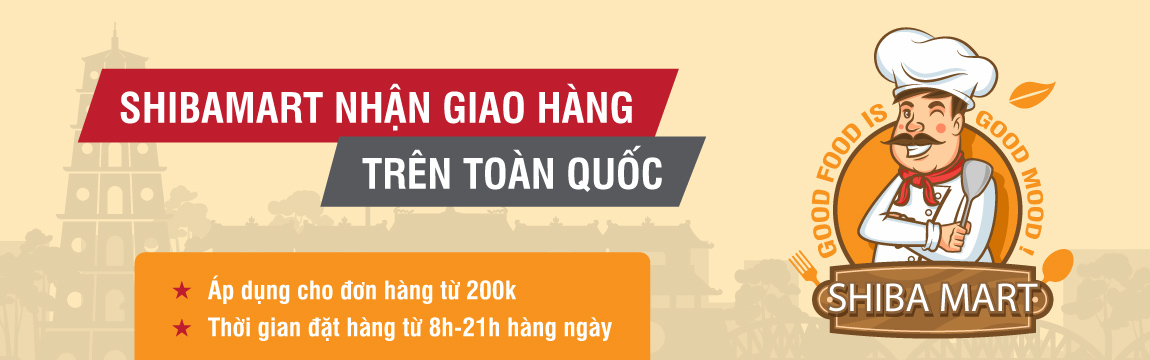 SHIBAMART NHẬN GIAO HÀNG
TRÊN TOÀN QUỐC
★ Áp dụng cho đơn hàng từ 200k
★ Thời gian đặt hàng từ 8h-21h hàng ngày
GOOD FOOD IS
GOOD MOOD !
SHIBA MART